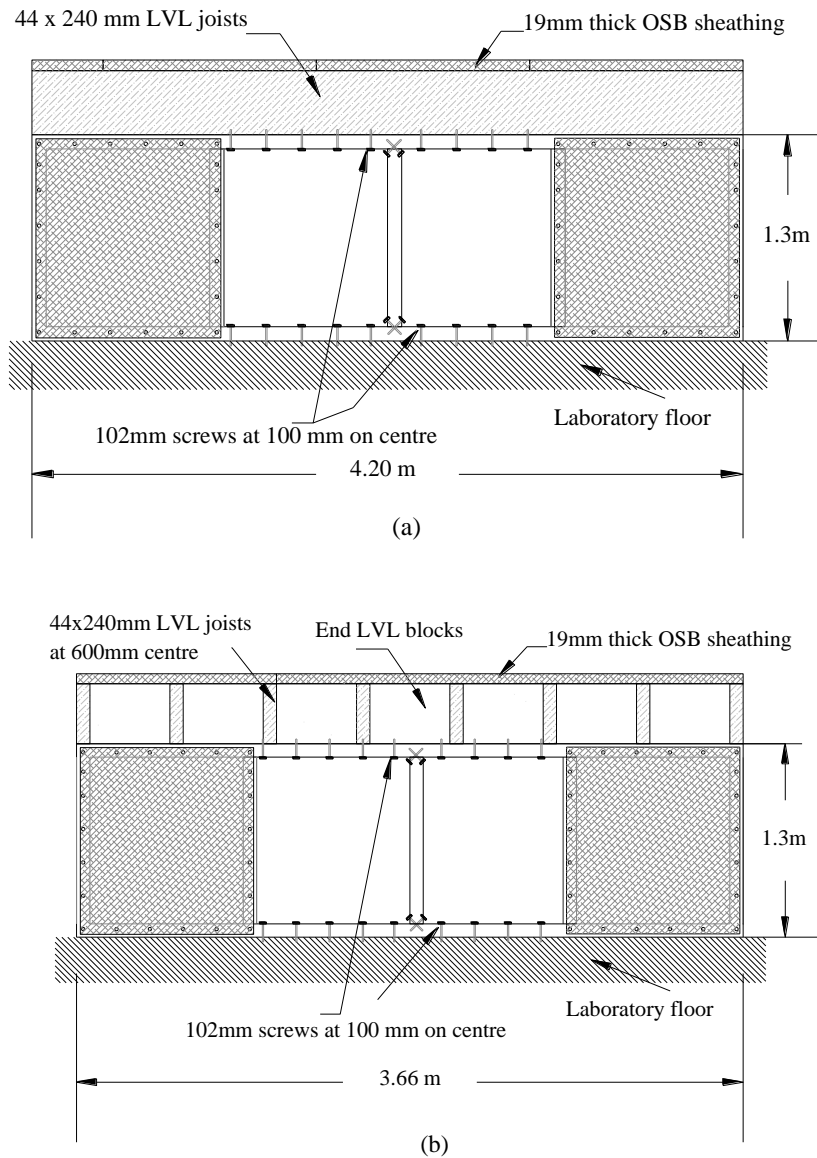 44 x 240 mm LVL joists
19mm thick OSB sheathing
1.3m
Laboratory floor
102mm screws at 100 mm on centre
4.20 m
(a)
44x240mm LVL joists
at 600mm centre
End LVL blocks
19mm thick OSB sheathing
1.3m
Laboratory floor
102mm screws at 100 mm on centre
3.66 m
(b)